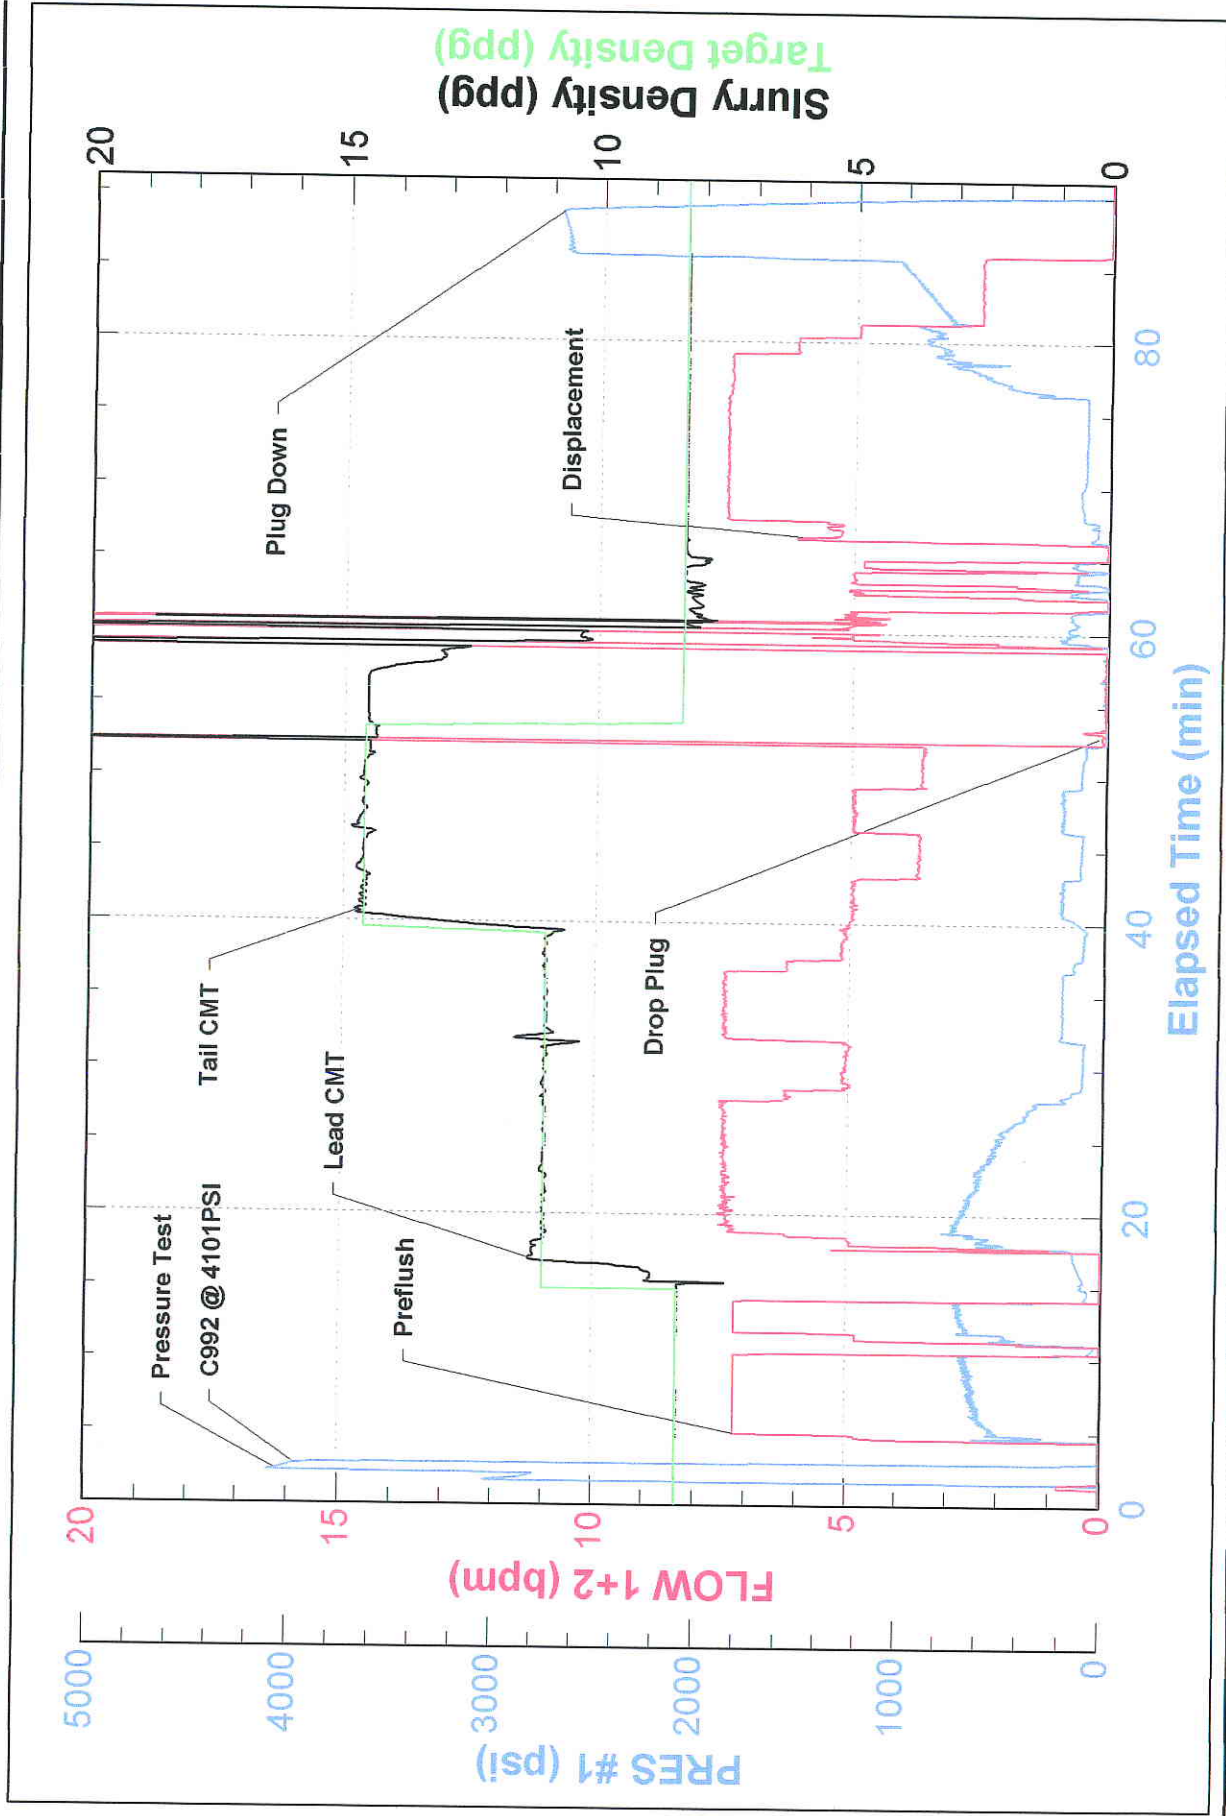 Pressure Test
C992 @ 4101PSI
Preflush
Lead CMT
Tail CMT
Drop Plug
Plug Down
Displacement
PRES #1 (psi)
5000
4000
3000
2000
1000
0
FLOW 1+2 (bpm)
20
15
10
5
0
Slurry Density (ppg)
Target Density (ppg)
20
15
10
5
0
0
20
40
60
80
Elapsed Time (min)